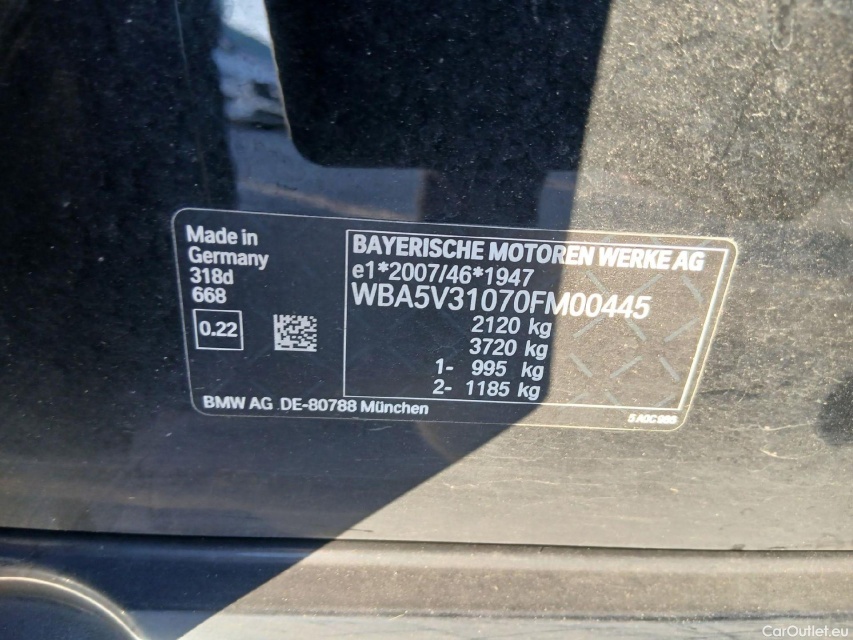 Made in
Germany
318d
668
0.22
BAYERISCHE MOTOREN WERKE AG
e1*2007/46*1947
WBA5V31070FM00445
2120 kg
3720 kg
1- 995 kg
2- 1185 kg
BMW AG DE-80788 München
CarOutlet.eu